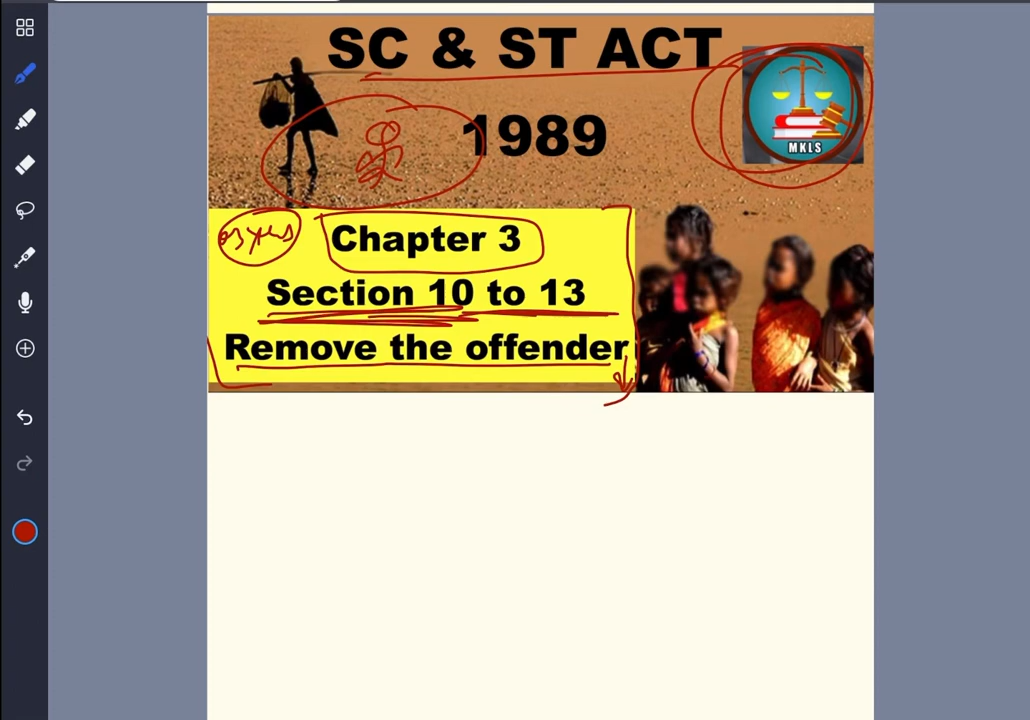 SC & ST ACT
1989
MKLS
Chapter 3
Section 10 to 13
Remove the offender